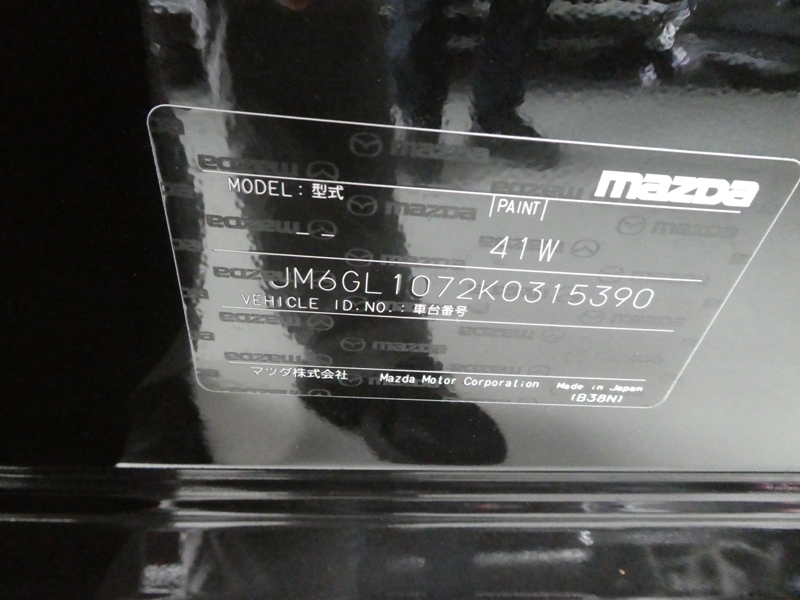 mazda
MODEL : 型式
PAINT
— —
41W
JM6GL1072K0315390
VEHICLE ID.NO. : 車台番号
マツダ株式会社 Mazda Motor Corporation Made in Japan
(B38N)